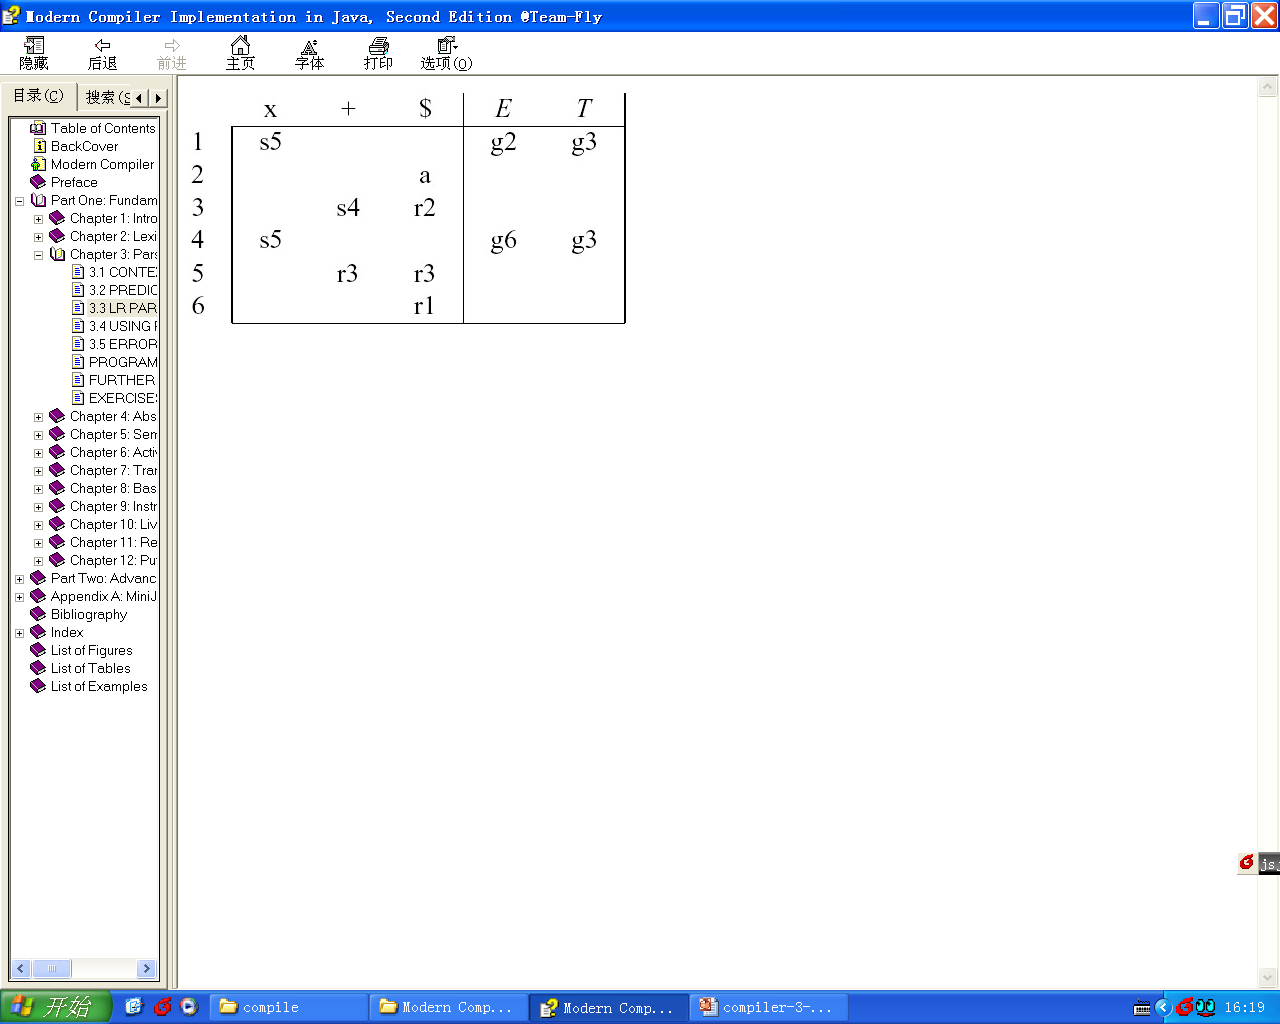 Modern Compiler Implementation in Java, Second Edition @Team-Fly
隐藏 后退 前进 主页 字体 打印 选项(O)
目录(C) 搜索(S
Table of Contents
BackCover
Modern Compiler
Preface
Part One: Fundam
Chapter 1: Intro
Chapter 2: Lexi
Chapter 3: Pars
3.1 CONTE
3.2 PREDIC
3.3 LR PAR
3.4 USING
3.5 ERROR
PROGRAM
FURTHER
EXERCISES
Chapter 4: Abs
Chapter 5: Sem
Chapter 6: Acti
Chapter 7: Tran
Chapter 8: Bas
Chapter 9: Instr
Chapter 10: Liv
Chapter 11: Re
Chapter 12: Pu
Part Two: Advanc
Appendix A: MiniJ
Bibliography
Index
List of Figures
List of Tables
List of Examples
x + $ E T
1 s5 g2 g3
2 a
3 s4 r2
4 s5 g6 g3
5 r3 r3
6 r1
开始 compile Modern Comp... Modern Comp... compiler-3-... 16:19